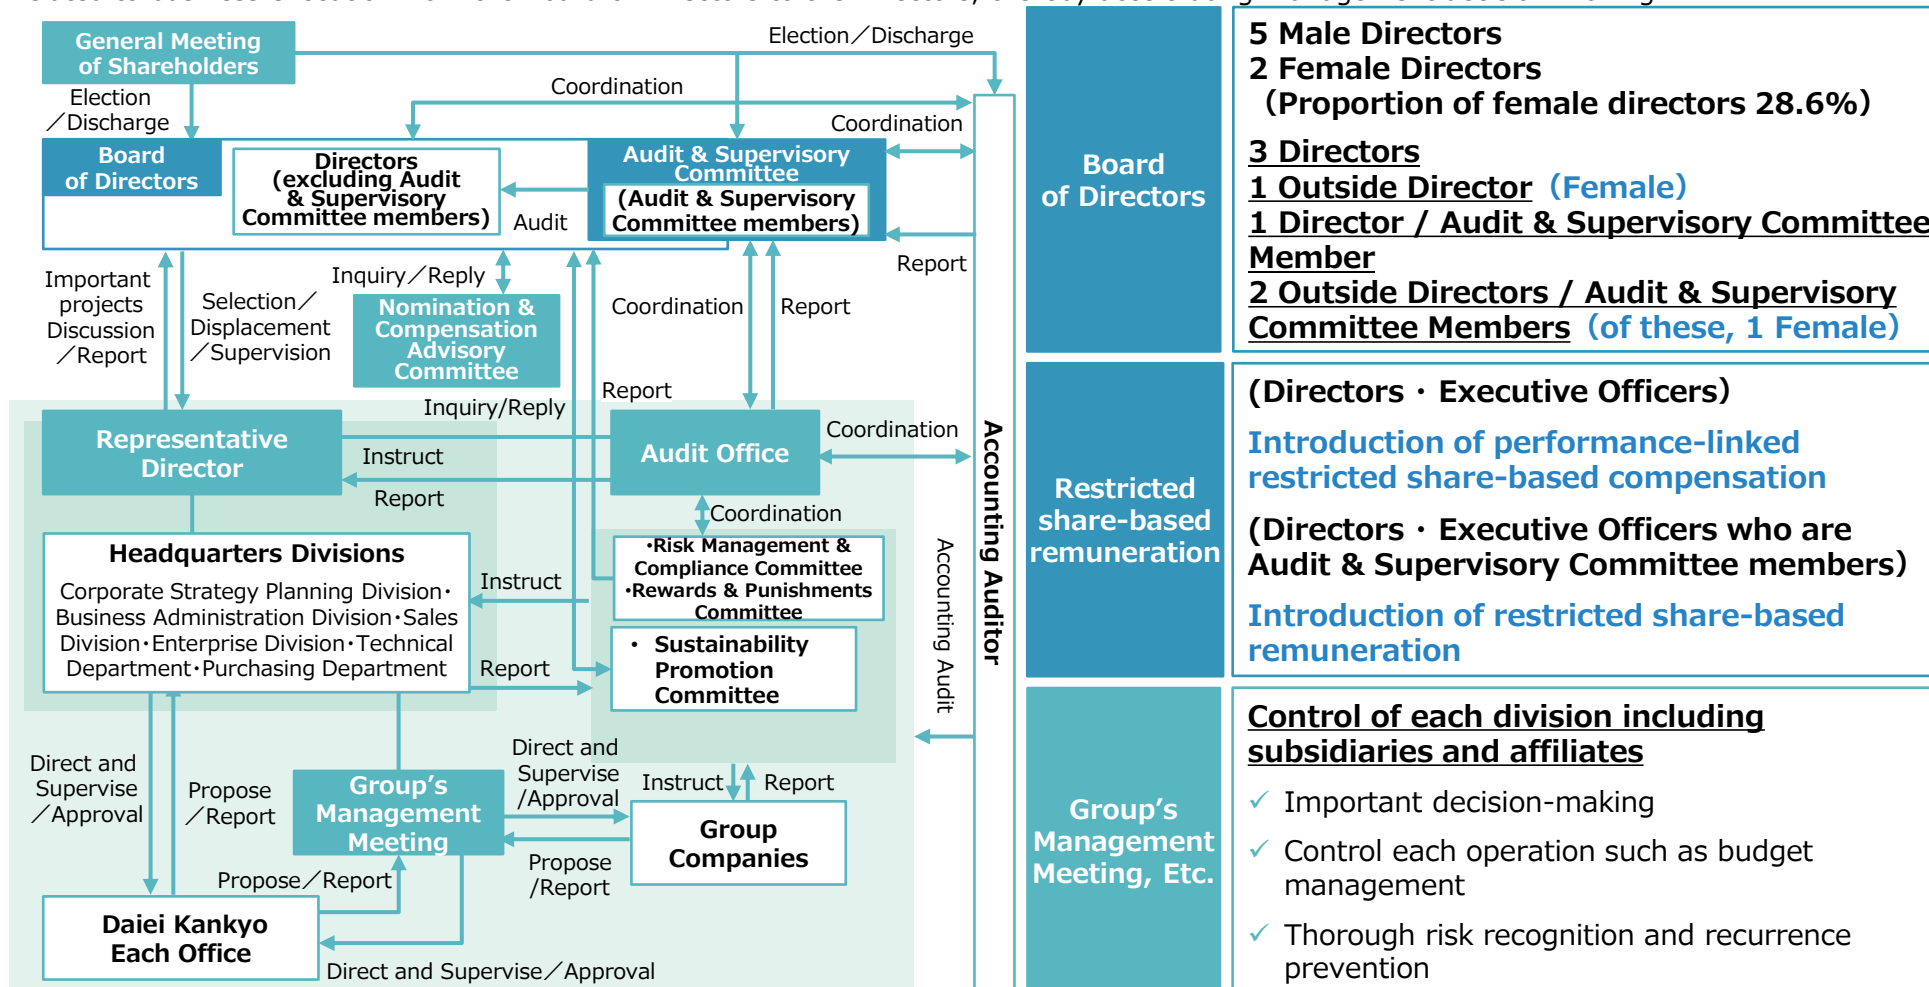 General Meeting
of Shareholders
Election／Discharge
Coordination
Election
／Discharge
Coordination
Board
of Directors
Directors
(excluding Audit
& Supervisory
Committee members)
Audit & Supervisory
Committee
(Audit & Supervisory
Committee members)
Audit
Report
Important
projects
Discussion
／Report
Selection／
Displacement
／Supervision
Inquiry／Reply
Nomination &
Compensation
Advisory
Committee
Coordination
Report
Report
Inquiry/Reply
Representative
Director
Instruct
Report
Audit Office
Coordination
Coordination
Accounting Auditor
Accounting Audit
Headquarters Divisions
Corporate Strategy Planning Division・
Business Administration Division・Sales
Division・Enterprise Division・Technical
Department・Purchasing Department
Instruct
Report
・Risk Management &
Compliance Committee
・Rewards & Punishments
Committee
・ Sustainability
Promotion
Committee
Direct and
Supervise
／Approval
Propose
／Report
Group’s
Management
Meeting
Direct and
Supervise
/Approval
Instruct
Report
Group
Companies
Propose
/Report
Propose／Report
Daiei Kankyo
Each Office
Direct and Supervise／Approval
Board
of Directors
5 Male Directors
2 Female Directors
（Proportion of female directors 28.6%）
3 Directors
1 Outside Director（Female）
1 Director / Audit & Supervisory Committee
Member
2 Outside Directors / Audit & Supervisory
Committee Members（of these, 1 Female）
Restricted
share-based
remuneration
(Directors・Executive Officers）
Introduction of performance-linked
restricted share-based compensation
(Directors・Executive Officers who are
Audit & Supervisory Committee members）
Introduction of restricted share-based
remuneration
Group’s
Management
Meeting, Etc.
Control of each division including
subsidiaries and affiliates
✓ Important decision-making
✓ Control each operation such as budget
management
✓ Thorough risk recognition and recurrence
prevention